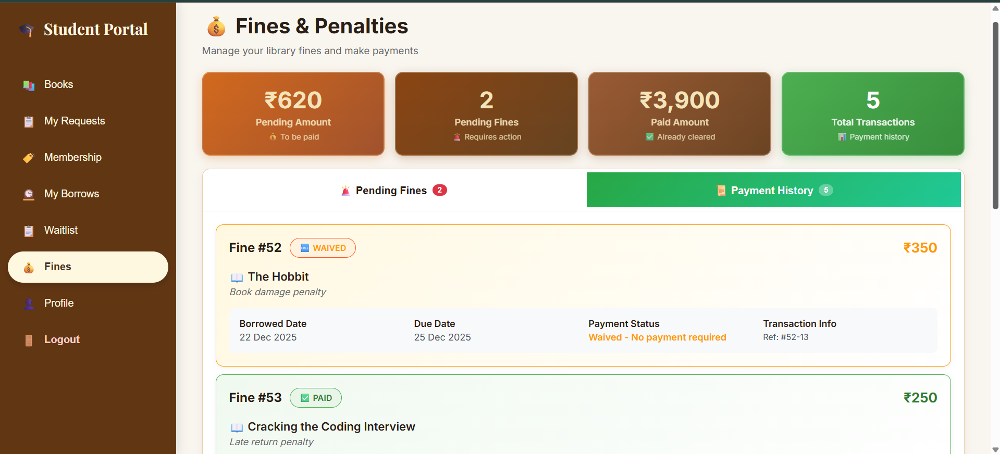 Student Portal
Books
My Requests
Membership
My Borrows
Waitlist
Fines
Profile
Logout
Fines & Penalties
Manage your library fines and make payments
₹620
Pending Amount
To be paid
2
Pending Fines
Requires action
₹3,900
Paid Amount
Already cleared
5
Total Transactions
Payment history
Pending Fines 2
Payment History 5
Fine #52 FREE WAIVED ₹350
The Hobbit
Book damage penalty
Borrowed Date
22 Dec 2025
Due Date
25 Dec 2025
Payment Status
Waived - No payment required
Transaction Info
Ref: #52-13
Fine #53 PAID ₹250
Cracking the Coding Interview
Late return penalty